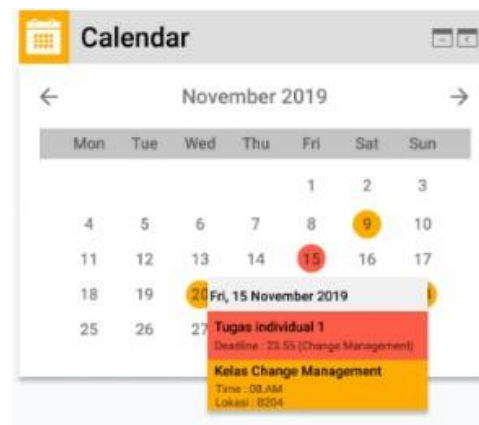 Calendar
November 2019
Mon Tue Wed Thu Fri Sat Sun
1 2 3
4 5 6 7 8 9 10
11 12 13 14 15 16 17
18 19 20
25 26 27
Fri, 15 November 2019
Tugas individual 1
Deadline : 23.55 (Change Management)
Kelas Change Management
Time : 08.AM
Lokasi : B204